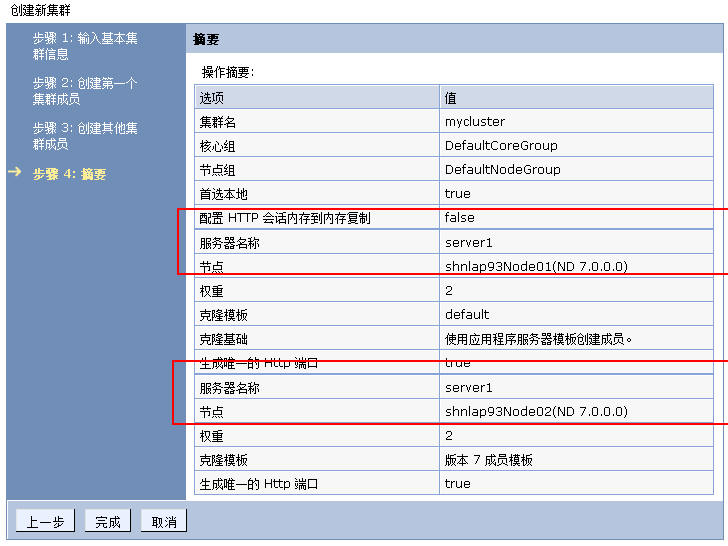 创建新集群
步骤 1: 输入基本集
群信息
步骤 2: 创建第一个
集群成员
步骤 3: 创建其他集
群成员
步骤 4: 摘要
摘要
操作摘要:
选项 值
集群名 mycluster
核心组 DefaultCoreGroup
节点组 DefaultNodeGroup
首选本地 true
配置 HTTP 会话内存到内存复制 false
服务器名称 server1
节点 shnlap93Node01(ND 7.0.0.0)
权重 2
克隆模板 default
克隆基础 使用应用程序服务器模板创建成员。
生成唯一的 Http 端口 true
服务器名称 server1
节点 shnlap93Node02(ND 7.0.0.0)
权重 2
克隆模板 版本 7 成员模板
生成唯一的 Http 端口 true
上一步 完成 取消